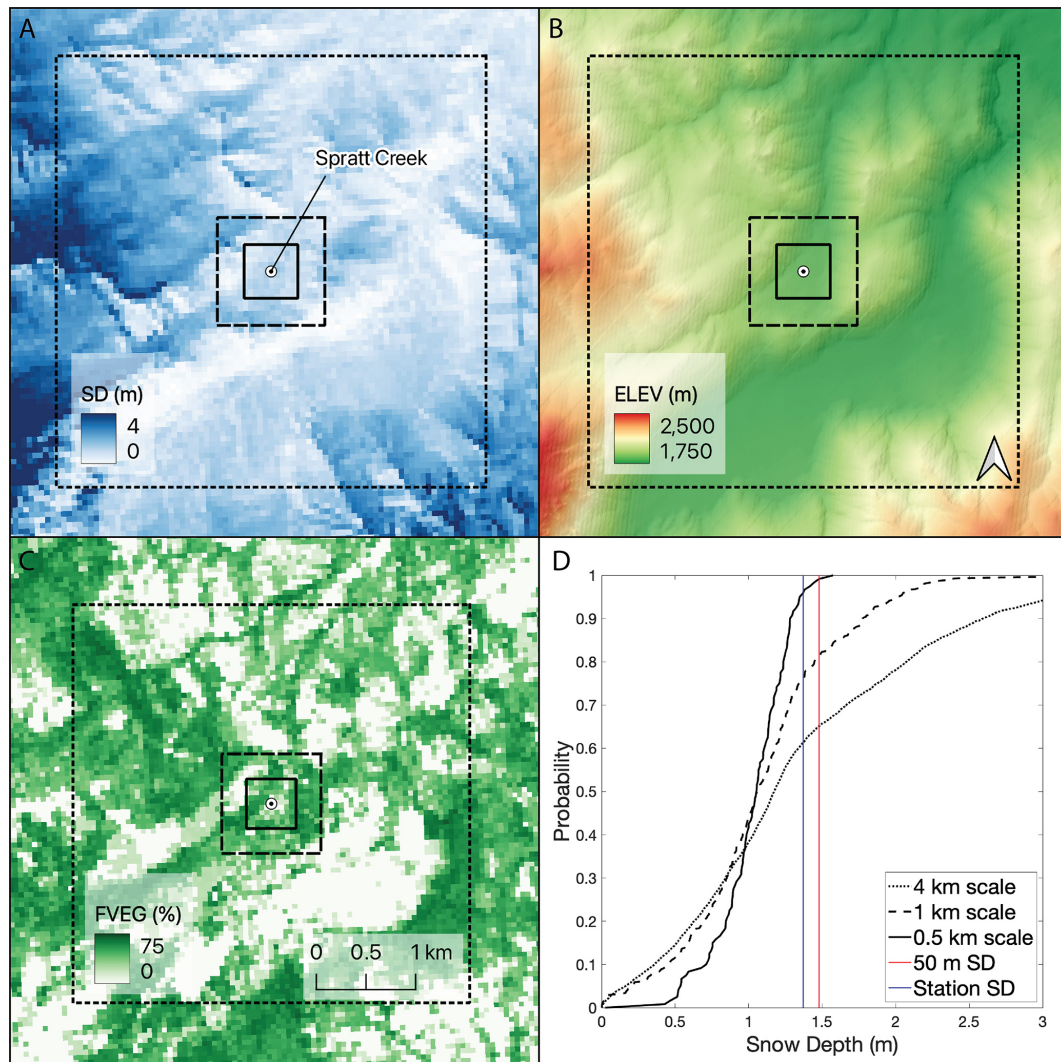 A
Spratt Creek
SD (m)
4
0
B
ELEV (m)
2,500
1,750
C
FVEG (%)
75
0
0 0.5 1 km
D
1
0.9
0.8
0.7
0.6
0.5
0.4
0.3
0.2
0.1
0
Probability
4 km scale
1 km scale
0.5 km scale
50 m SD
Station SD
0 0.5 1 1.5 2 2.5 3
Snow Depth (m)